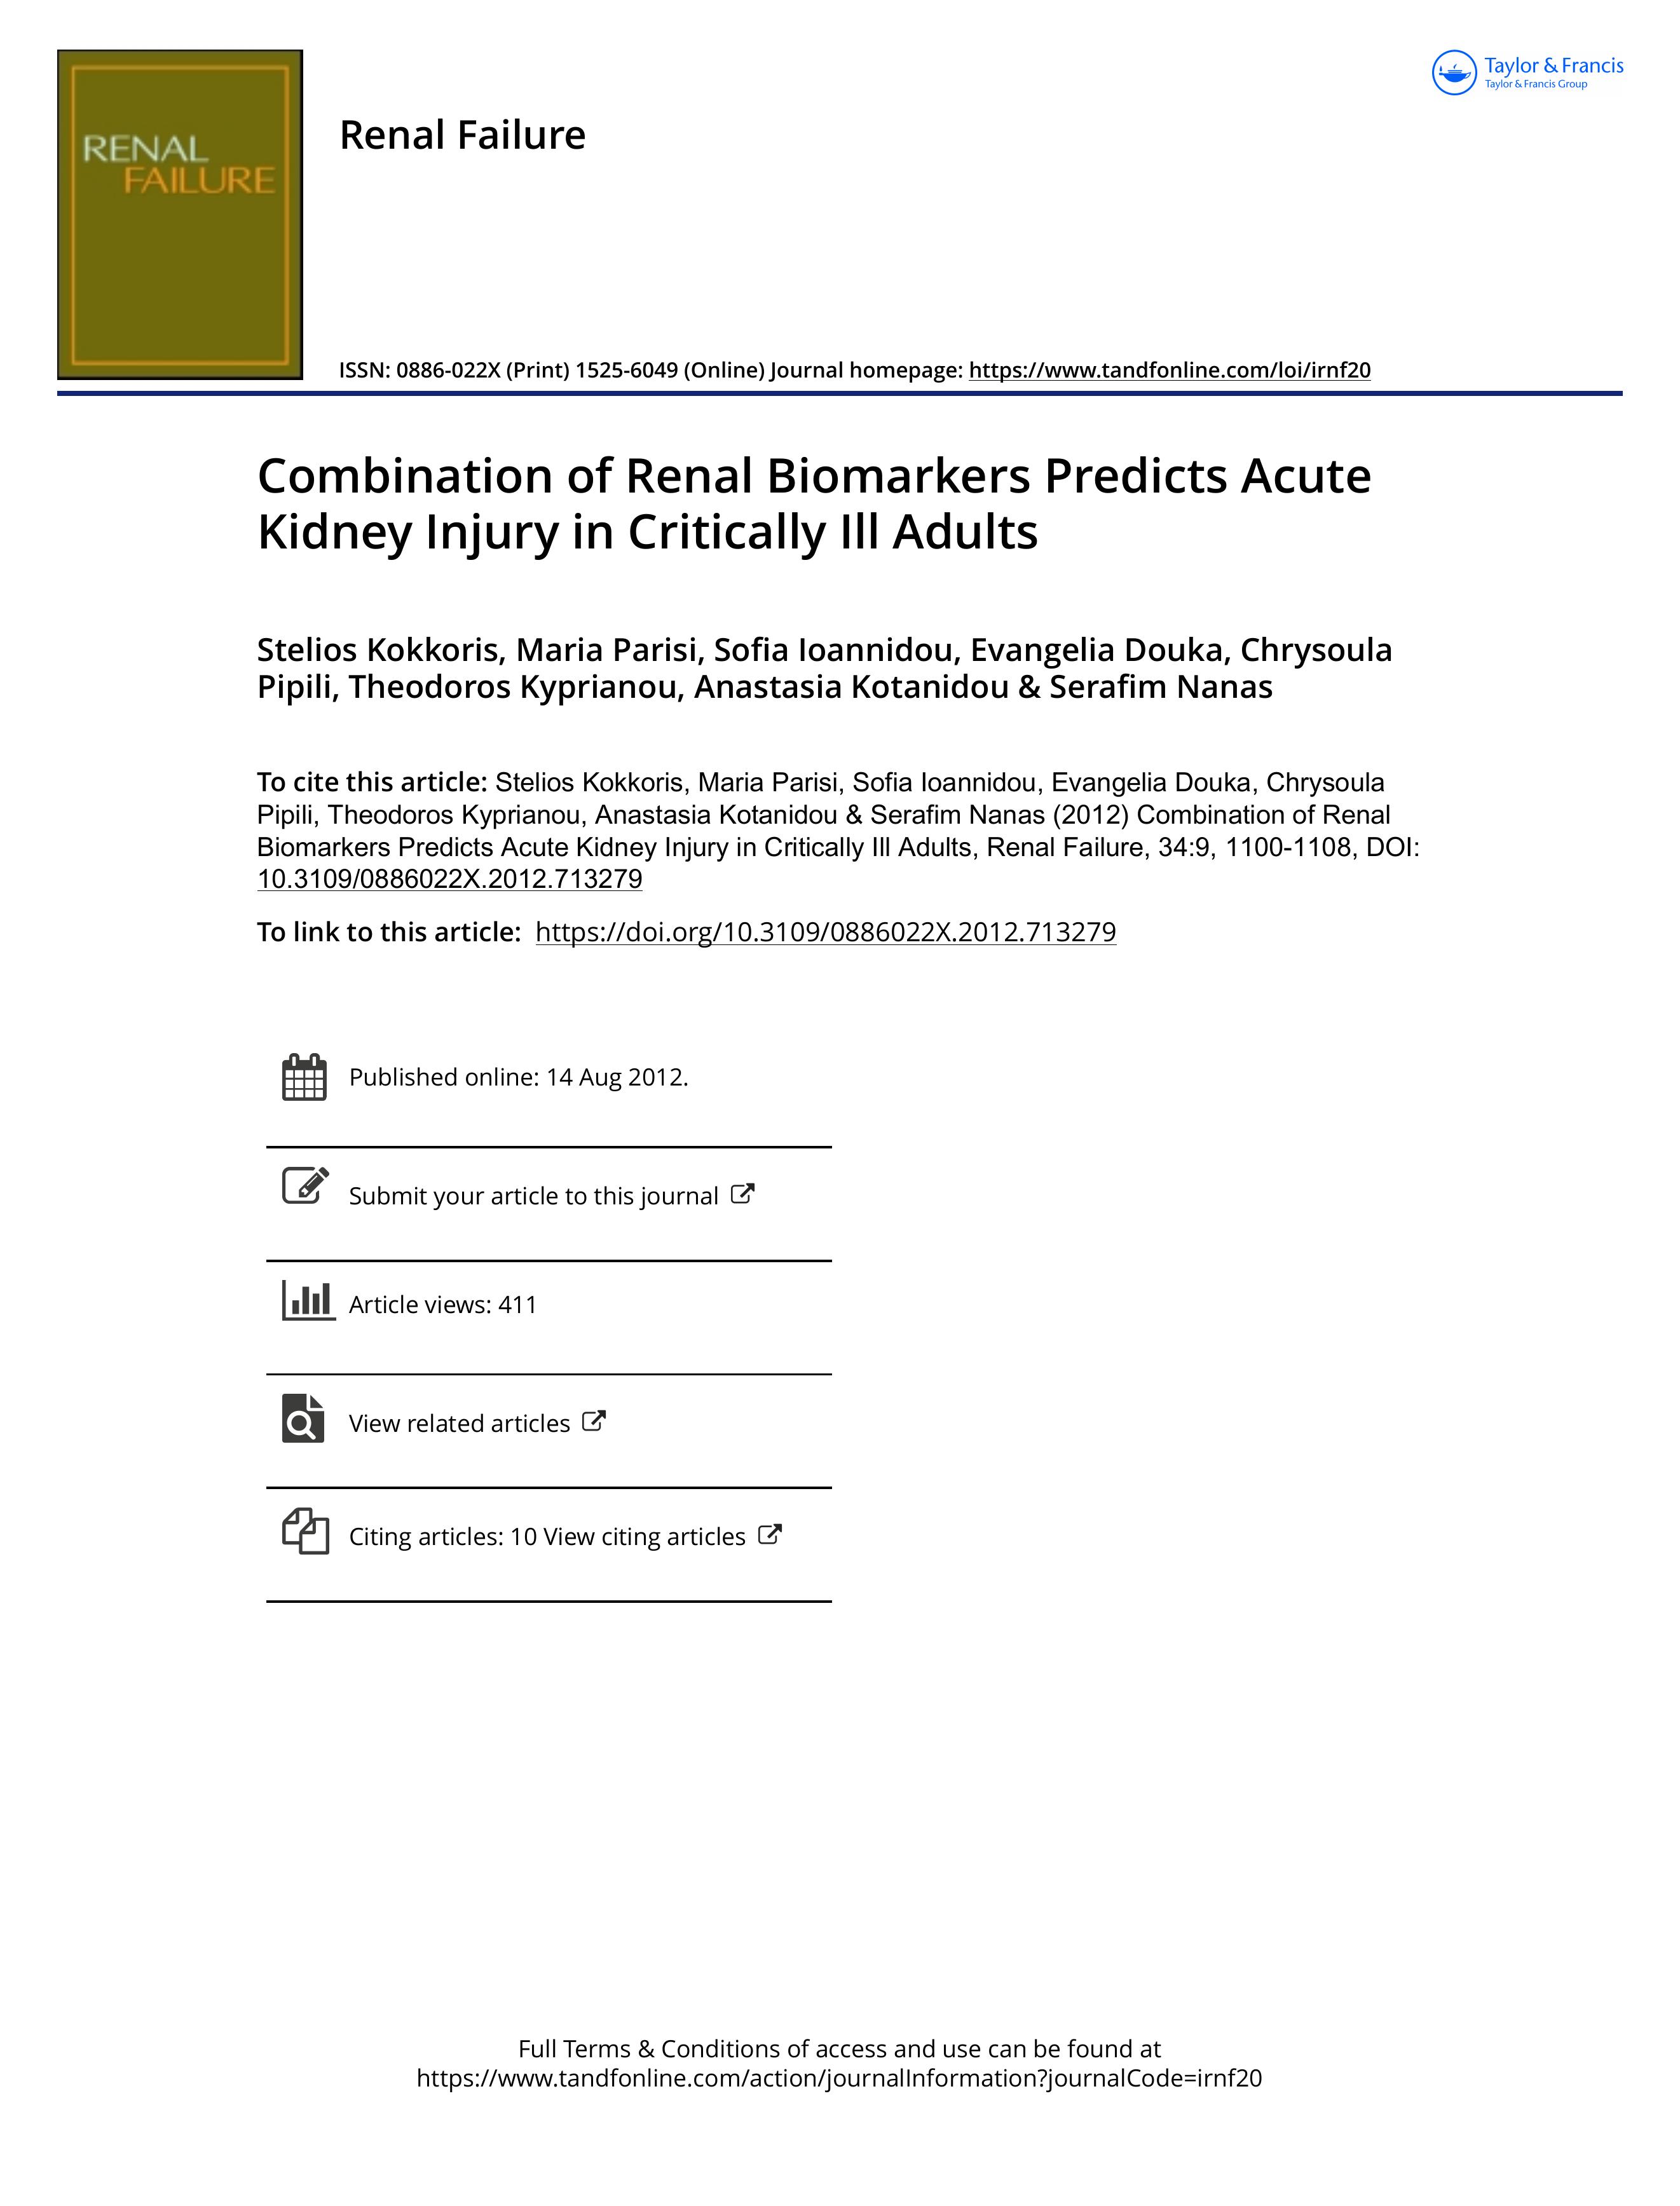 RENAL
FAILURE
Taylor & Francis
Taylor & Francis Group
Renal Failure
ISSN: 0886-022X (Print) 1525-6049 (Online) Journal homepage: https://www.tandfonline.com/loi/irnf20
Combination of Renal Biomarkers Predicts Acute
Kidney Injury in Critically Ill Adults
Stelios Kokkoris, Maria Parisi, Sofia Ioannidou, Evangelia Douka, Chrysoula
Pipili, Theodoros Kyprianou, Anastasia Kotanidou & Serafim Nanas
To cite this article: Stelios Kokkoris, Maria Parisi, Sofia Ioannidou, Evangelia Douka, Chrysoula
Pipili, Theodoros Kyprianou, Anastasia Kotanidou & Serafim Nanas (2012) Combination of Renal
Biomarkers Predicts Acute Kidney Injury in Critically Ill Adults, Renal Failure, 34:9, 1100-1108, DOI:
10.3109/0886022X.2012.713279
To link to this article: https://doi.org/10.3109/0886022X.2012.713279
Published online: 14 Aug 2012.
Submit your article to this journal
Article views: 411
View related articles
Citing articles: 10 View citing articles
Full Terms & Conditions of access and use can be found at
https://www.tandfonline.com/action/journalInformation?journalCode=irnf20